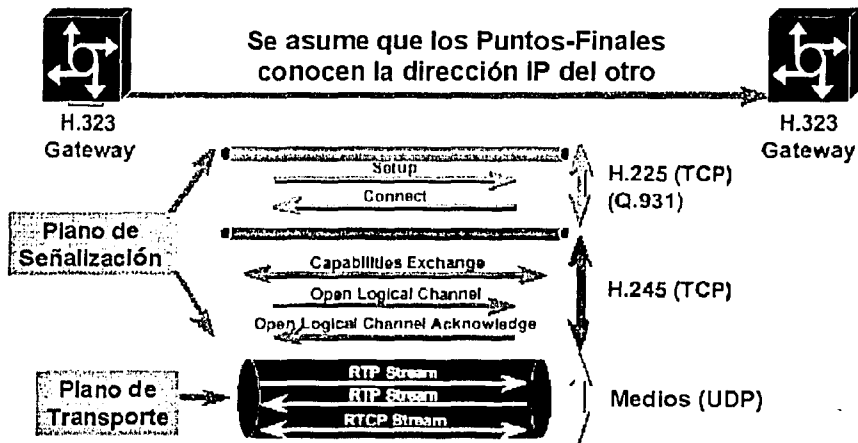 Se asume que los Puntos-Finales
conocen la dirección IP del otro
H.323
Gateway
H.323
Gateway
Setup
Connect
H.225 (TCP)
(Q.931)
Plano de
Señalización
Capabilities Exchange
Open Logical Channel
Open Logical Channel Acknowledge
H.245 (TCP)
Plano de
Transporte
RTP Stream
RTP Stream
RTCP Stream
Medios (UDP)